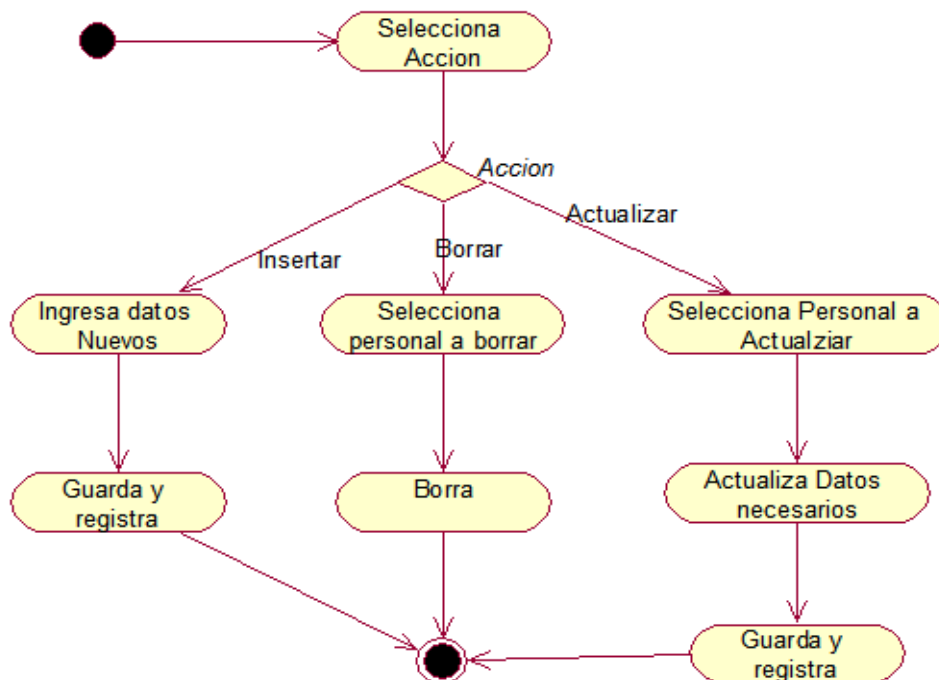 Selecciona
Accion
Accion
Actualizar
Borrar
Insertar
Ingresa datos
Nuevos
Selecciona
personal a borrar
Selecciona Personal a
Actualziar
Guarda y
registra
Borra
Actualiza Datos
necesarios
Guarda y
registra